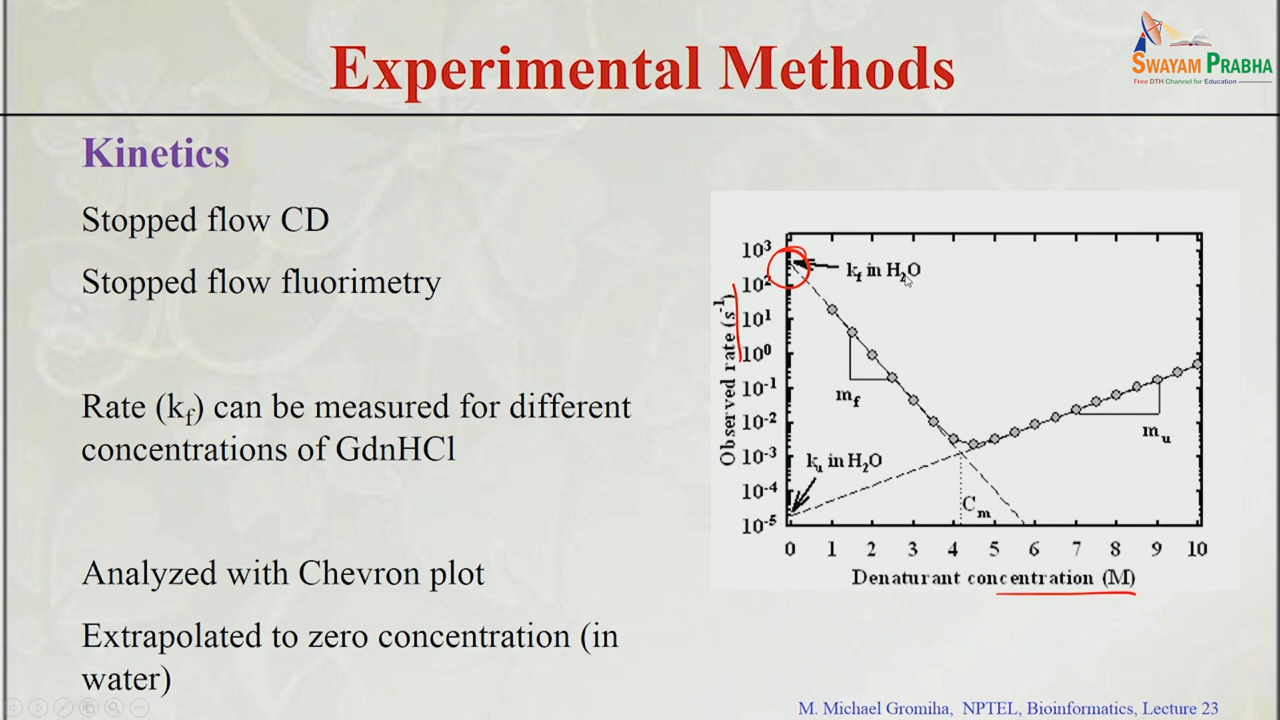 Experimental Methods
SWAYAM PRABHA
Free DTH Channel for Education
Kinetics
Stopped flow CD
Stopped flow fluorimetry
Rate (kf) can be measured for different
concentrations of GdnHCl
Analyzed with Chevron plot
Extrapolated to zero concentration (in
water)
Observed rate (s⁻¹)
10³
10²
10¹
10⁰
10⁻¹
10⁻²
10⁻³
10⁻⁴
10⁻⁵
kf in H₂O
mf
mu
ku in H₂O
Cm
0 1 2 3 4 5 6 7 8 9 10
Denaturant concentration (M)
M. Michael Gromiha, NPTEL, Bioinformatics, Lecture 23